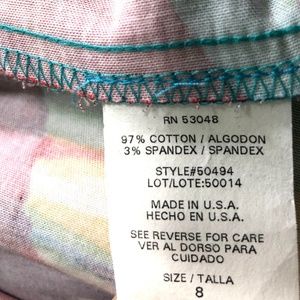 RN 53048
97% COTTON / ALGODON
3% SPANDEX / SPANDEX
STYLE#50494
LOT/LOTE:50014
MADE IN U.S.A.
HECHO EN U.S.A.
SEE REVERSE FOR CARE
VER AL DORSO PARA
CUIDADO
SIZE / TALLA
8